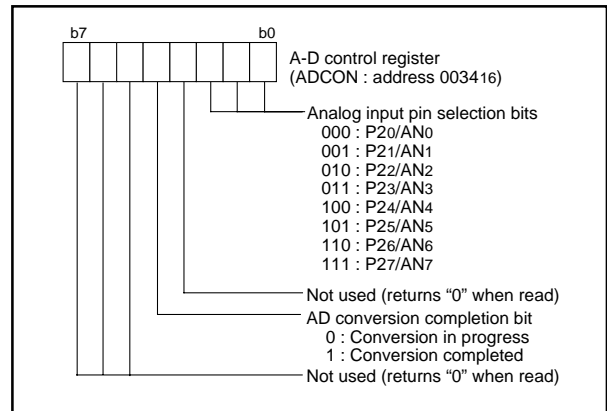 b7 b0
A-D control register
(ADCON : address 003416)
Analog input pin selection bits
000 : P20/AN0
001 : P21/AN1
010 : P22/AN2
011 : P23/AN3
100 : P24/AN4
101 : P25/AN5
110 : P26/AN6
111 : P27/AN7
Not used (returns “0” when read)
AD conversion completion bit
0 : Conversion in progress
1 : Conversion completed
Not used (returns “0” when read)